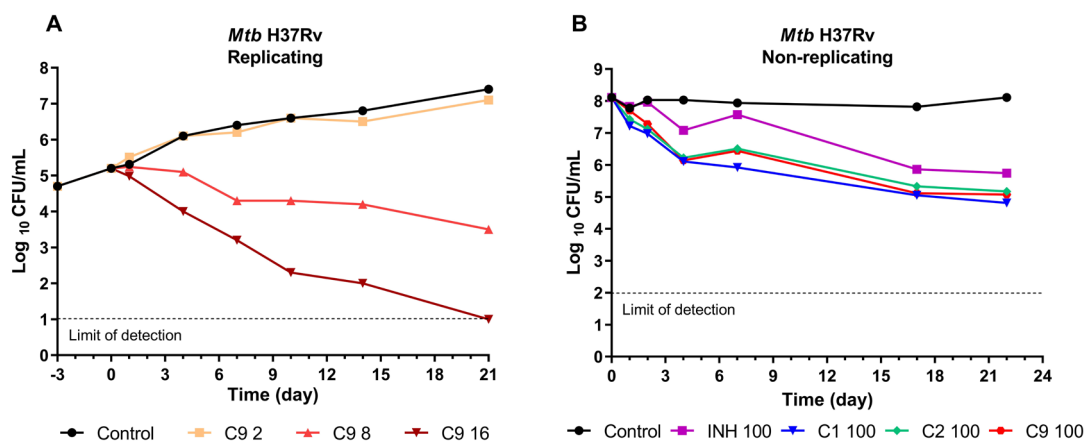 A
Mtb H37Rv
Replicating
8
7
6
5
4
3
2
1
0
Log 10 CFU/mL
Limit of detection
-3 0 3 6 9 12 15 18 21
Time (day)
Control C9 2 C9 8 C9 16
B
Mtb H37Rv
Non-replicating
9
8
7
6
5
4
3
2
1
0
Log 10 CFU/mL
Limit of detection
0 3 6 9 12 15 18 21 24
Time (day)
Control INH 100 C1 100 C2 100 C9 100